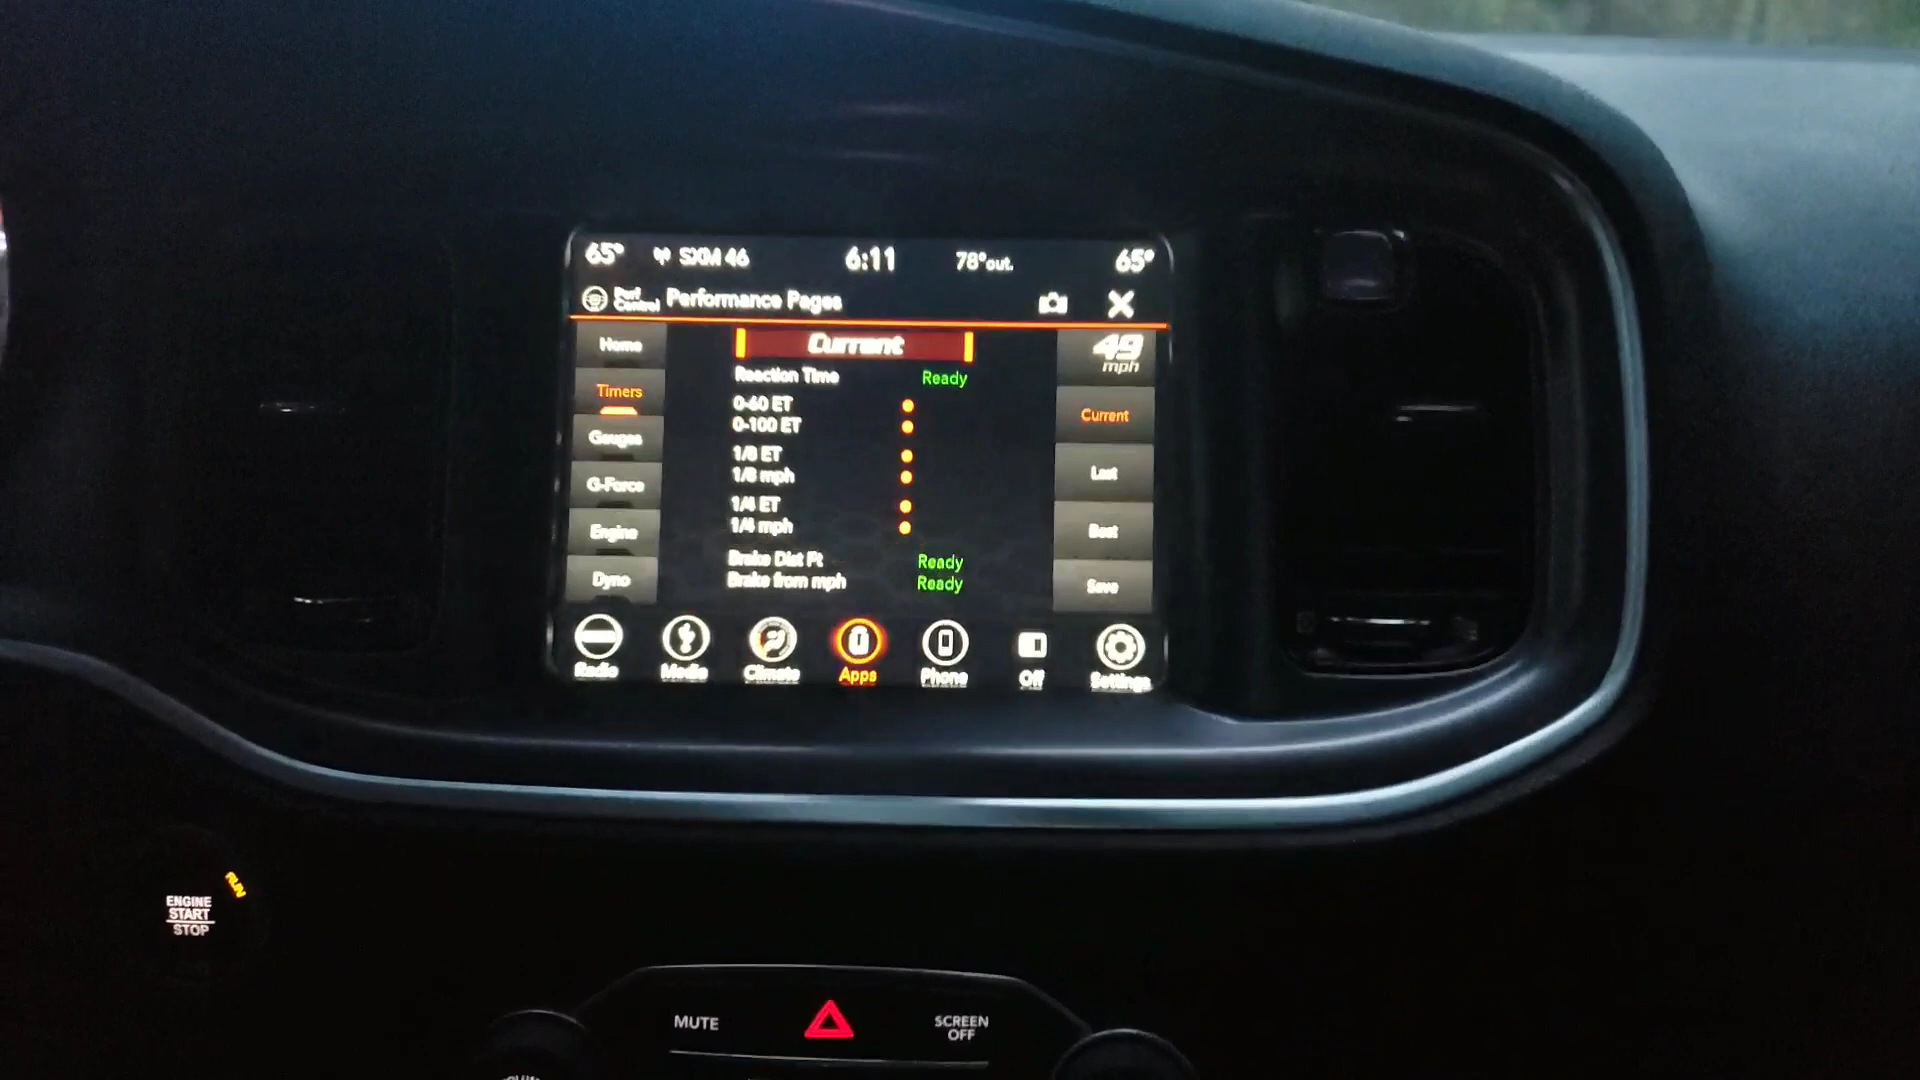 65° SXM 46 6:11 78°out. 65°
Perf Control Performance Pages
Home
Timers
Gauges
G-Force
Engine
Dyno
Current
Reaction Time Ready
0-60 ET
0-100 ET
1/8 ET
1/8 mph
1/4 ET
1/4 mph
Brake Dist Ft Ready
Brake from mph Ready
49
mph
Current
Last
Best
Save
Radio Media Climate Apps Phone Off Settings
RUN
ENGINE
START
STOP
MUTE
SCREEN
OFF